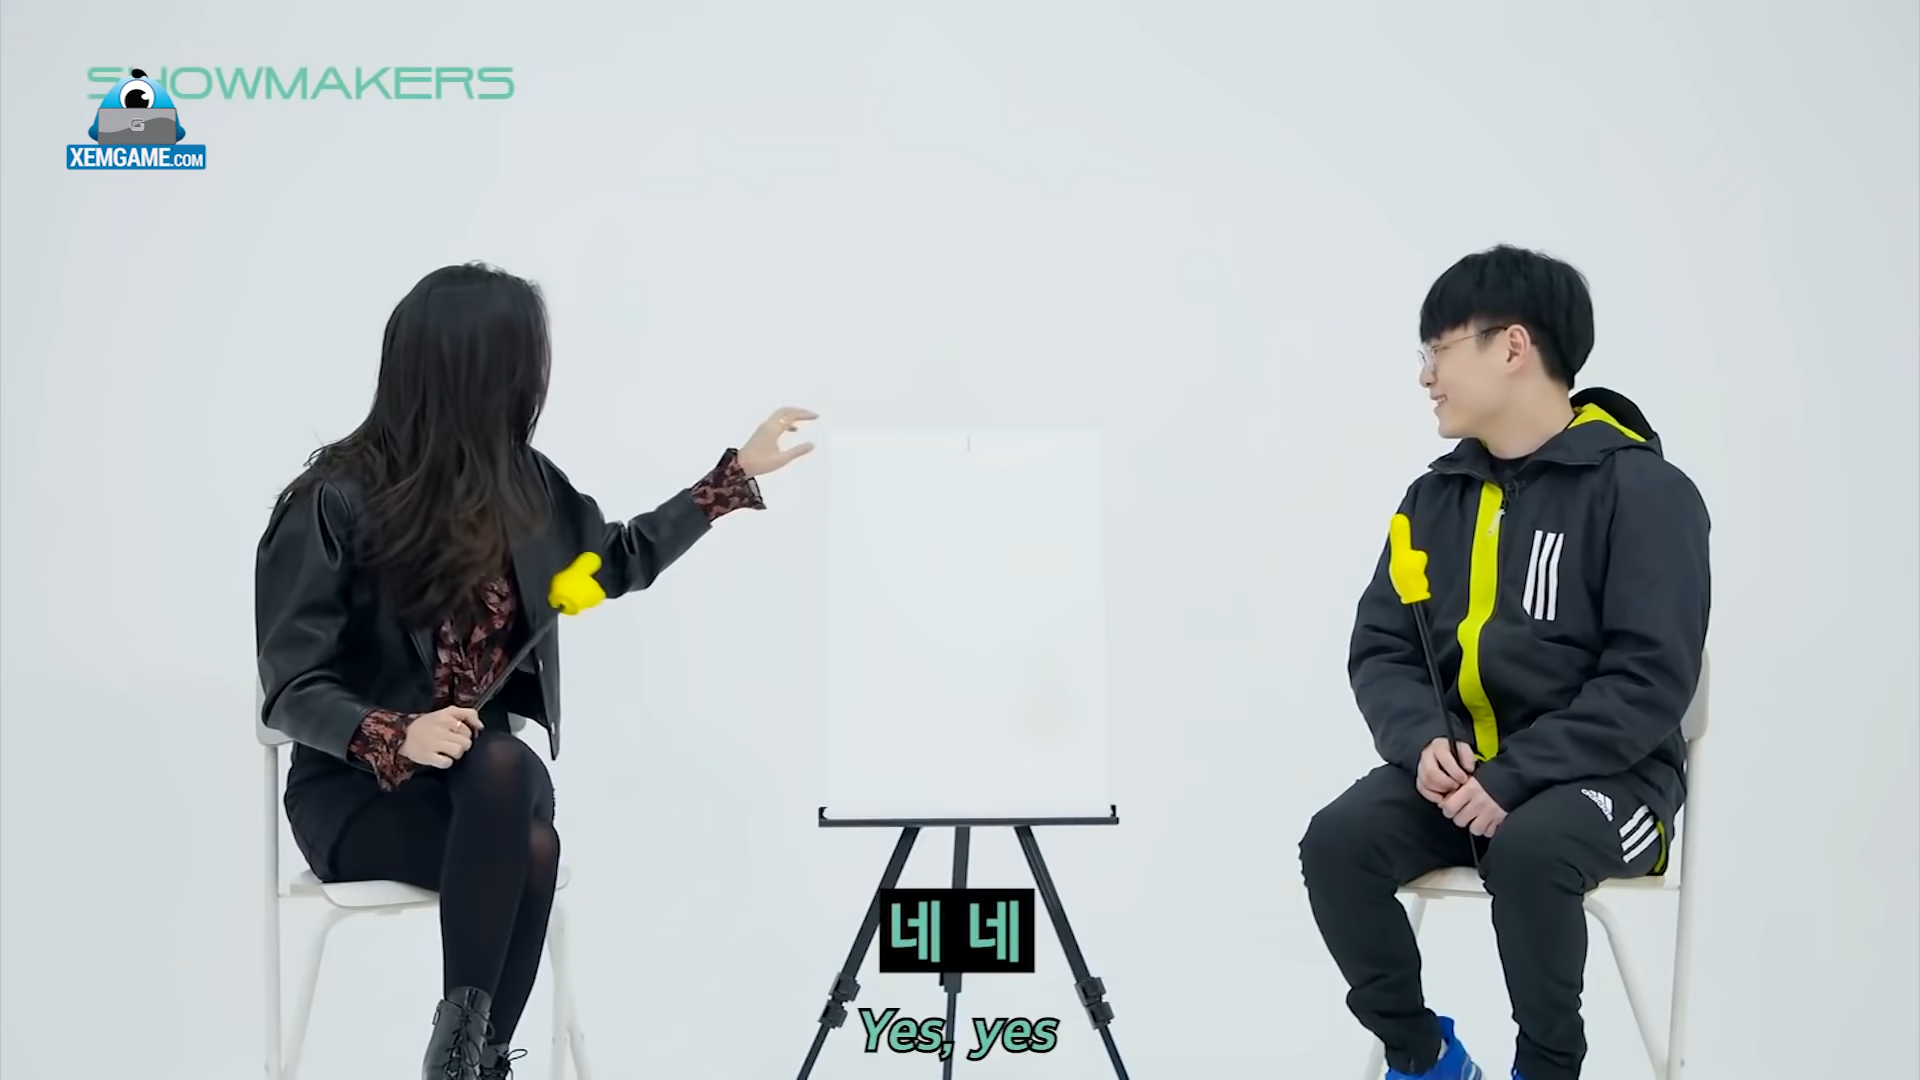 SHOWMAKERS
G
XEMGAME.COM
네 네
Yes, yes